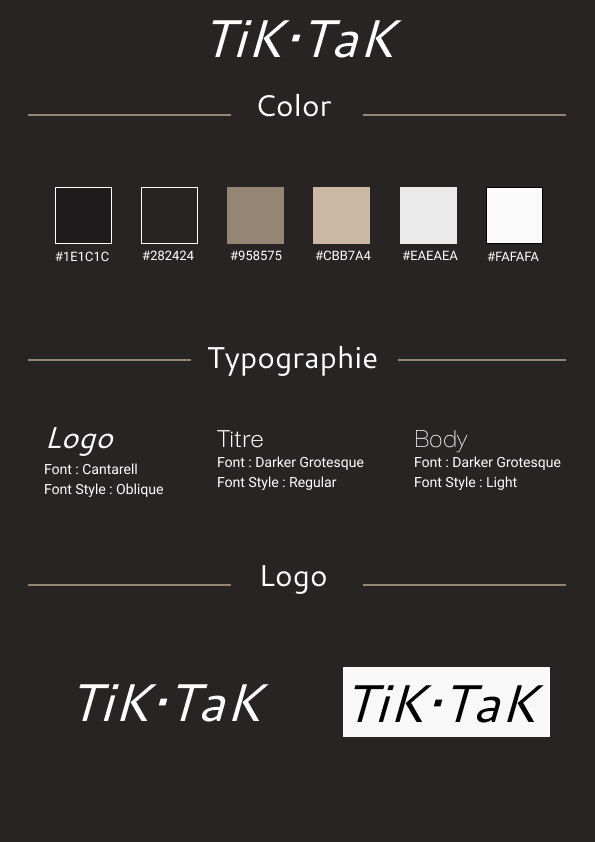 TiK·TaK
Color
#1E1C1C #282424 #958575 #CBB7A4 #EAEAEA #FAFAFA
Typographie
Logo
Font : Cantarell
Font Style : Oblique
Titre
Font : Darker Grotesque
Font Style : Regular
Body
Font : Darker Grotesque
Font Style : Light
Logo
TiK·TaK
TiK·TaK